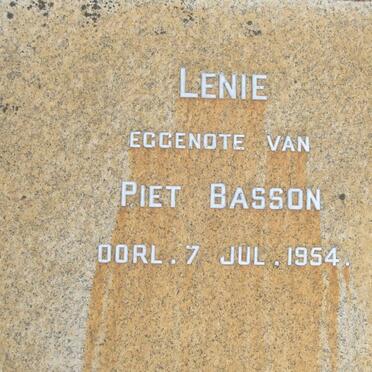 LENIE
EGGENOTE VAN
PIET BASSON
OORL. 7 JUL. 1954.